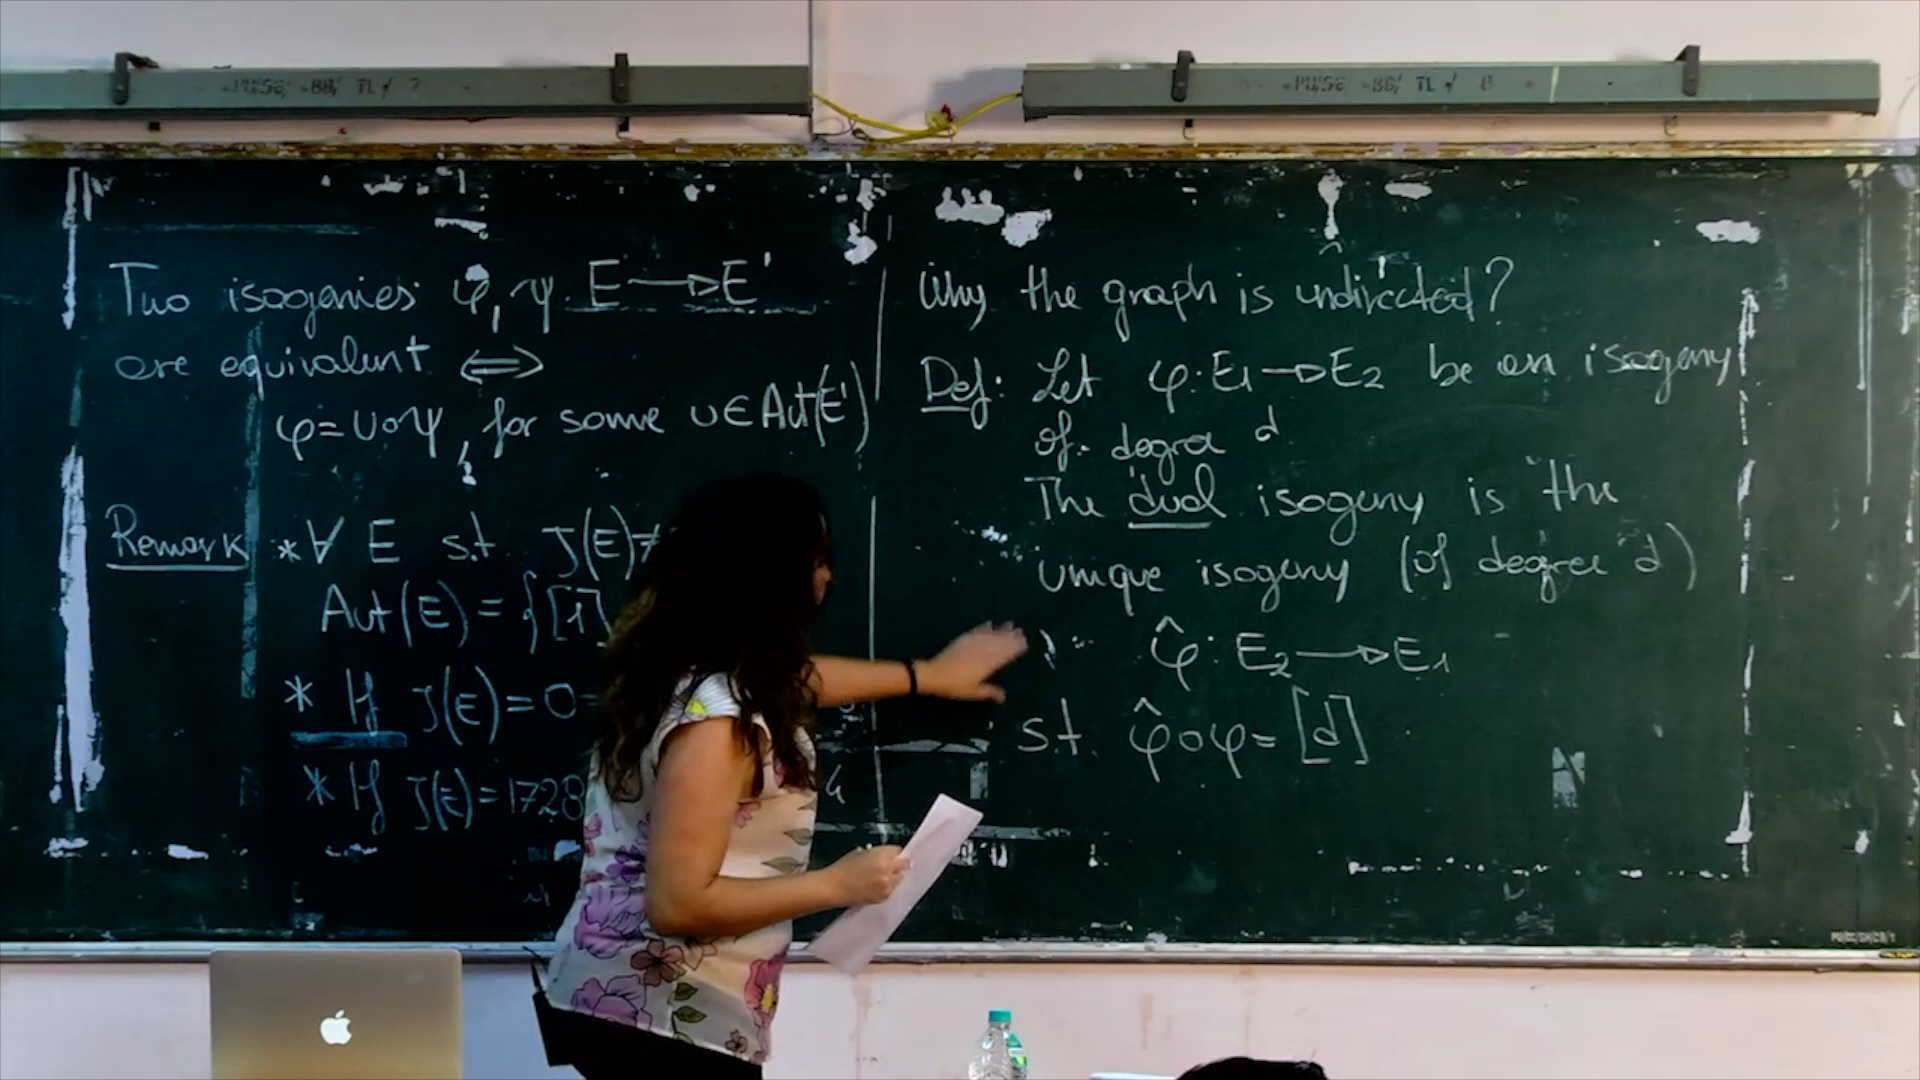 Two isogenies φ, ψ: E → E'
are equivalent ⟺
φ = u∘ψ, for some u ∈ Aut(E')
Remark * ∀ E s.t J(E) ≠
Aut(E) = {[1]
* If J(E) = 0
* If J(E) = 1728
4
Why the graph is undirected?
Def: Let φ: E₁ → E₂ be an isogeny
of degree d
The dual isogeny is the
unique isogeny (of degree d)
φ̂: E₂ → E₁
s.t. φ̂∘φ = [d]